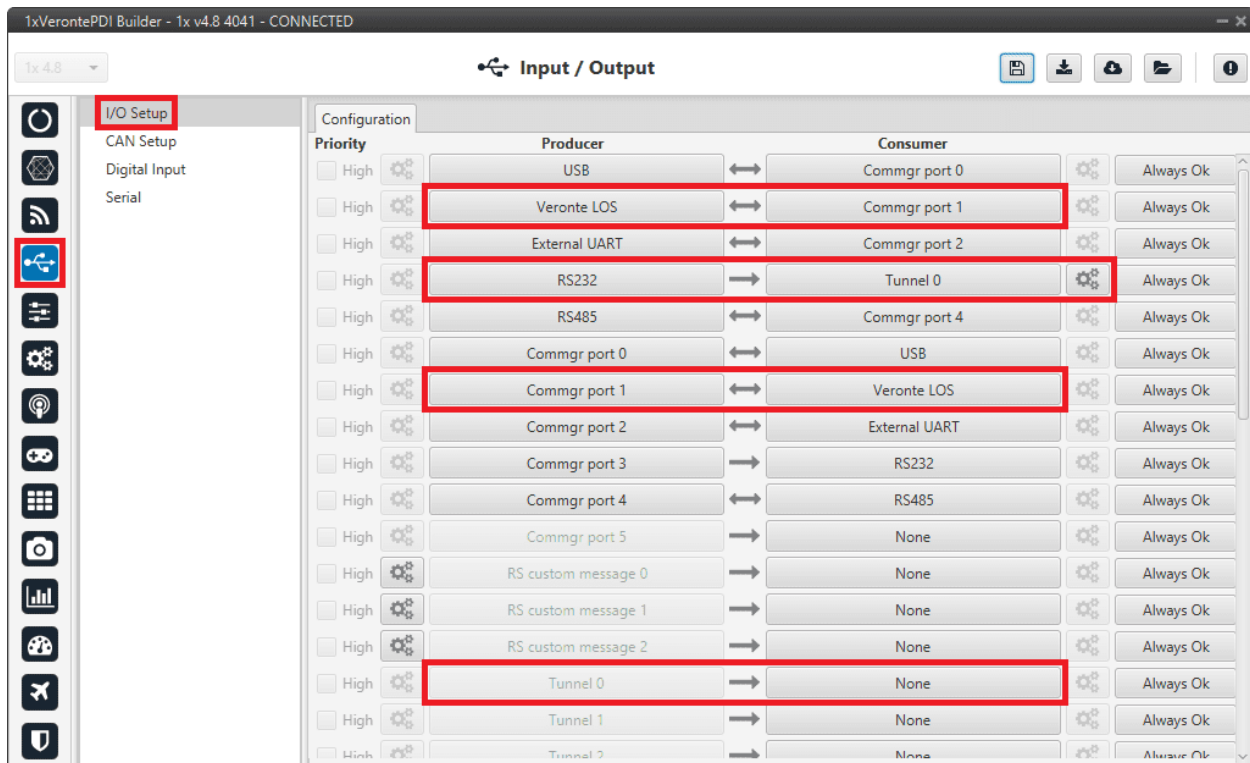 1xVerontePDI Builder - 1x v4.8 4041 - CONNECTED
1x 4.8
Input / Output
I/O Setup
CAN Setup
Digital Input
Serial
Configuration
Priority Producer Consumer
High USB Commgr port 0 Always Ok
High Veronte LOS Commgr port 1 Always Ok
High External UART Commgr port 2 Always Ok
High RS232 Tunnel 0 Always Ok
High RS485 Commgr port 4 Always Ok
High Commgr port 0 USB Always Ok
High Commgr port 1 Veronte LOS Always Ok
High Commgr port 2 External UART Always Ok
High Commgr port 3 RS232 Always Ok
High Commgr port 4 RS485 Always Ok
High Commgr port 5 None Always Ok
High RS custom message 0 None Always Ok
High RS custom message 1 None Always Ok
High RS custom message 2 None Always Ok
High Tunnel 0 None Always Ok
High Tunnel 1 None Always Ok
High Tunnel 2 None Always Ok